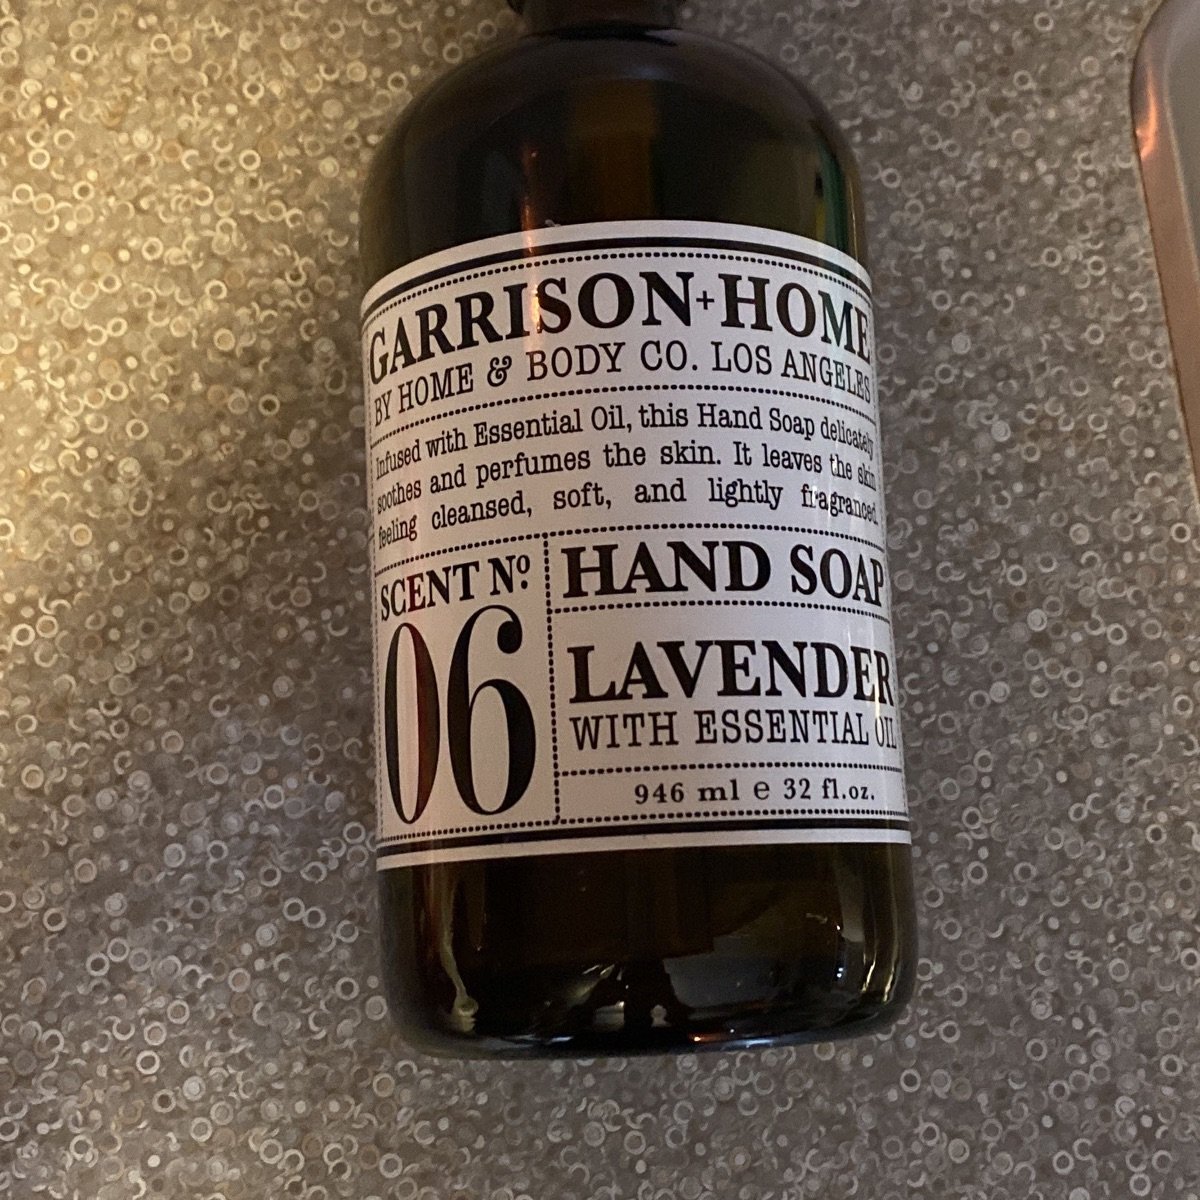 GARRISON+HOME
BY HOME & BODY CO. LOS ANGELES
Infused with Essential Oil, this Hand Soap delicately
soothes and perfumes the skin. It leaves the skin
feeling cleansed, soft, and lightly fragranced.
SCENT Nº
06
HAND SOAP
LAVENDER
WITH ESSENTIAL OIL
946 ml e 32 fl.oz.